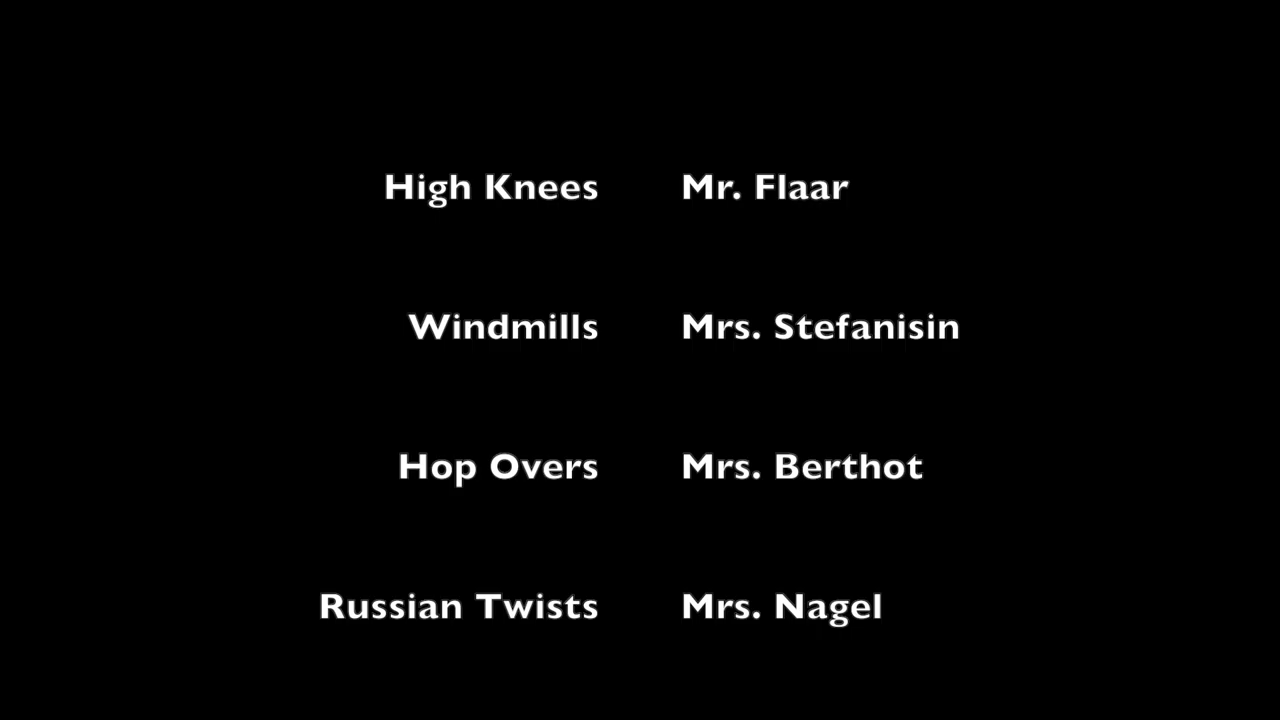 High Knees Mr. Flaar
Windmills Mrs. Stefanisin
Hop Overs Mrs. Berthot
Russian Twists Mrs. Nagel